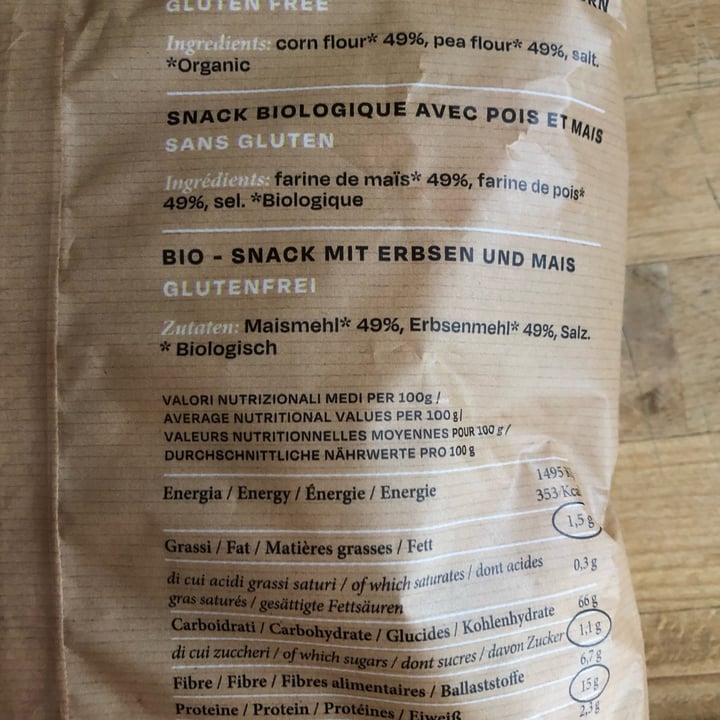 GLUTEN FREE
Ingredients: corn flour* 49%, pea flour* 49%, salt.
*Organic
SNACK BIOLOGIQUE AVEC POIS ET MAIS
SANS GLUTEN
Ingrédients: farine de maïs* 49%, farine de pois*
49%, sel. *Biologique
BIO - SNACK MIT ERBSEN UND MAIS
GLUTENFREI
Zutaten: Maismehl* 49%, Erbsenmehl* 49%, Salz.
* Biologisch
VALORI NUTRIZIONALI MEDI PER 100g /
AVERAGE NUTRITIONAL VALUES PER 100 g/
VALEURS NUTRITIONNELLES MOYENNES POUR 100 g /
DURCHSCHNITTLICHE NÄHRWERTE PRO 100 g
1495
Energia / Energy / Énergie / Energie 353 Kca
1,5 g
Grassi / Fat / Matières grasses / Fett
di cui acidi grassi saturi / of which saturates / dont acides 0,3 g
gras saturés / gesättigte Fettsäuren
66 g
Carboidrati / Carbohydrate / Glucides / Kohlenhydrate
1,1 g
di cui zuccheri / of which sugars / dont sucres / davon Zucker
6,7 g
Fibre / Fibre / Fibres alimentaires / Ballaststoffe
15 g
Proteine / Protein / Protéines / Eiweiß
2,3 g